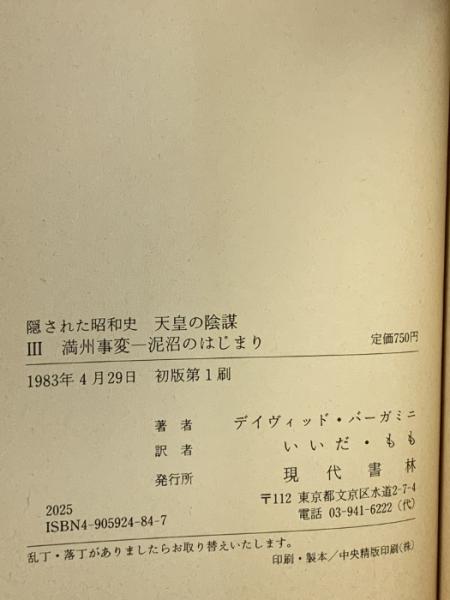 隠された昭和史　天皇の陰謀
Ⅲ　満州事変―泥沼のはじまり　定価750円
1983年4月29日　初版第1刷
著者　デイヴィッド・バーガミニ
訳者　いいだ・もも
発行所　現代書林
〒112 東京都文京区水道2-7-4
電話 03-941-6222（代）
2025
ISBN4-905924-84-7
乱丁・落丁がありましたらお取り替えいたします。
印刷・製本／中央精版印刷(株)